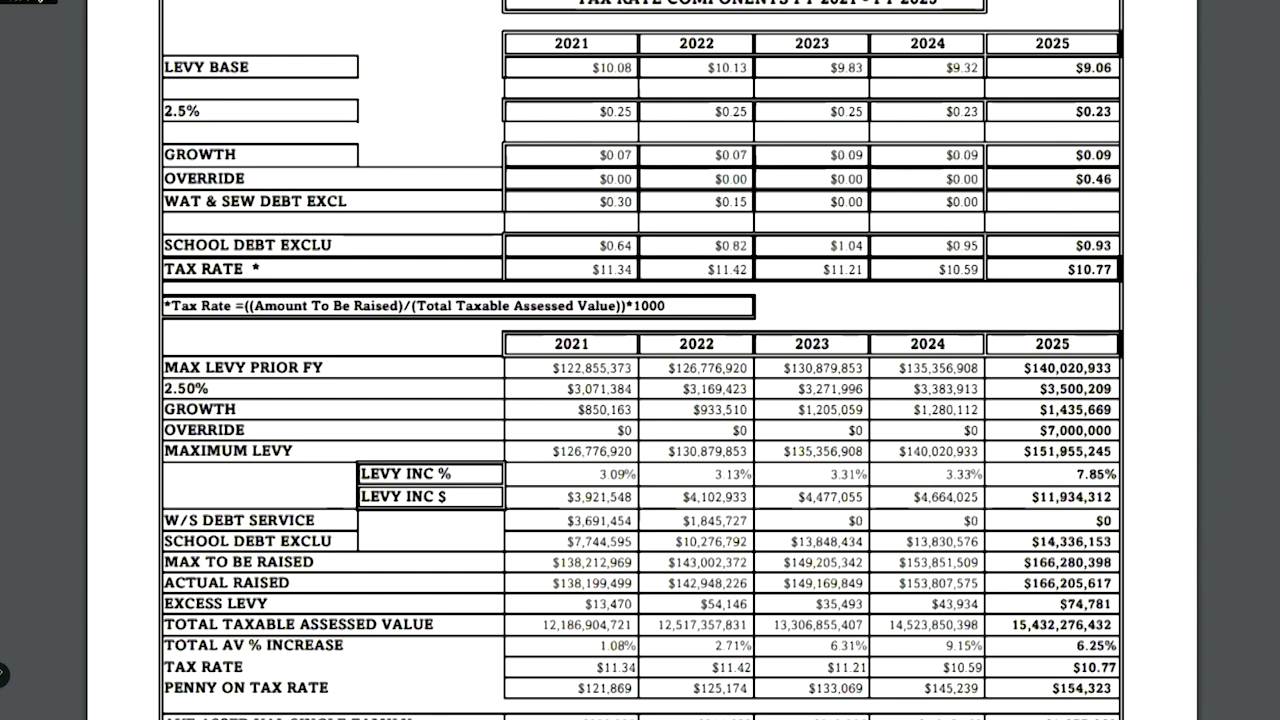 TAX RATE COMPONENTS FY 2021 - FY 2025
2021 2022 2023 2024 2025
LEVY BASE $10.08 $10.13 $9.83 $9.32 $9.06
2.5% $0.25 $0.25 $0.25 $0.23 $0.23
GROWTH $0.07 $0.07 $0.09 $0.09 $0.09
OVERRIDE $0.00 $0.00 $0.00 $0.00 $0.46
WAT & SEW DEBT EXCL $0.30 $0.15 $0.00 $0.00
SCHOOL DEBT EXCLU $0.64 $0.82 $1.04 $0.95 $0.93
TAX RATE * $11.34 $11.42 $11.21 $10.59 $10.77
*Tax Rate =((Amount To Be Raised)/(Total Taxable Assessed Value))*1000
2021 2022 2023 2024 2025
MAX LEVY PRIOR FY $122,855,373 $126,776,920 $130,879,853 $135,356,908 $140,020,933
2.50% $3,071,384 $3,169,423 $3,271,996 $3,383,913 $3,500,209
GROWTH $850,163 $933,510 $1,205,059 $1,280,112 $1,435,669
OVERRIDE $0 $0 $0 $0 $7,000,000
MAXIMUM LEVY $126,776,920 $130,879,853 $135,356,908 $140,020,933 $151,955,245
LEVY INC % 3.09% 3.13% 3.31% 3.33% 7.85%
LEVY INC $ $3,921,548 $4,102,933 $4,477,055 $4,664,025 $11,934,312
W/S DEBT SERVICE $3,691,454 $1,845,727 $0 $0 $0
SCHOOL DEBT EXCLU $7,744,595 $10,276,792 $13,848,434 $13,830,576 $14,336,153
MAX TO BE RAISED $138,212,969 $143,002,372 $149,205,342 $153,851,509 $166,280,398
ACTUAL RAISED $138,199,499 $142,948,226 $149,169,849 $153,807,575 $166,205,617
EXCESS LEVY $13,470 $54,146 $35,493 $43,934 $74,781
TOTAL TAXABLE ASSESSED VALUE 12,186,904,721 12,517,357,831 13,306,855,407 14,523,850,398 15,432,276,432
TOTAL AV % INCREASE 1.08% 2.71% 6.31% 9.15% 6.25%
TAX RATE $11.34 $11.42 $11.21 $10.59 $10.77
PENNY ON TAX RATE $121,869 $125,174 $133,069 $145,239 $154,323